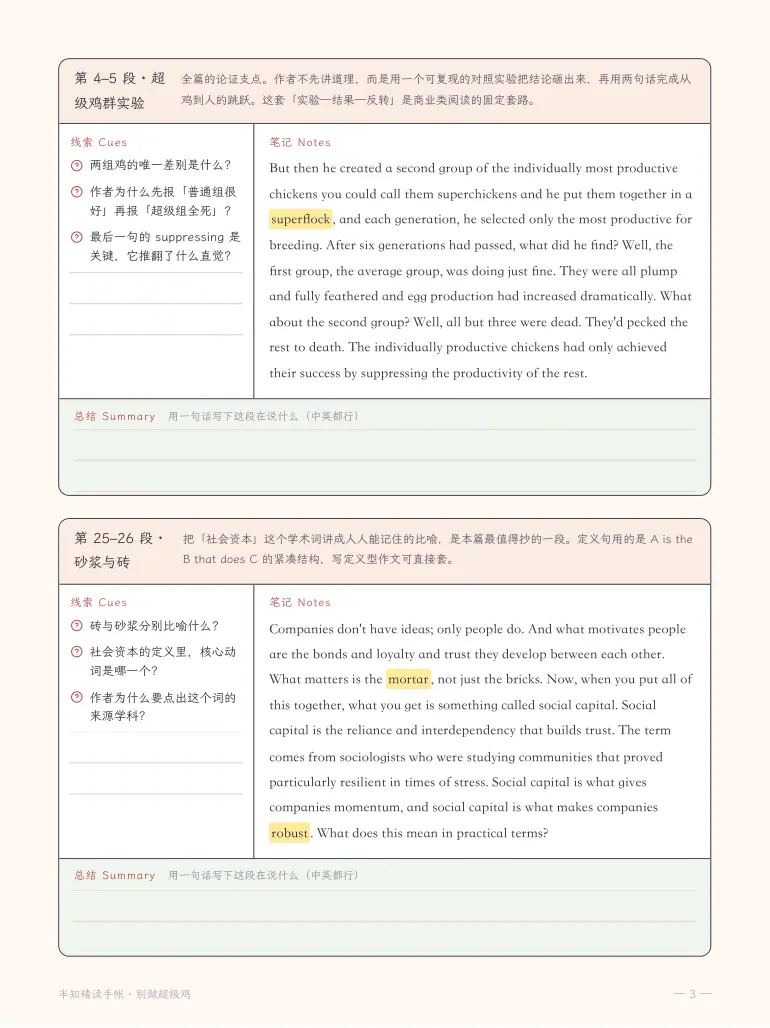 第 4–5 段·超
级鸡群实验
全篇的论证支点。作者不先讲道理，而是用一个可复现的对照实验把结论砸出来，再用两句话完成从
鸡到人的跳跃。这套「实验—结果—反转」是商业类阅读的固定套路。
线索 Cues
两组鸡的唯一差别是什么？
作者为什么先报「普通组很
好」再报「超级组全死」？
最后一句的 suppressing 是
关键，它推翻了什么直觉？
笔记 Notes
But then he created a second group of the individually most productive
chickens you could call them superchickens and he put them together in a
superflock, and each generation, he selected only the most productive for
breeding. After six generations had passed, what did he find? Well, the
first group, the average group, was doing just fine. They were all plump
and fully feathered and egg production had increased dramatically. What
about the second group? Well, all but three were dead. They'd pecked the
rest to death. The individually productive chickens had only achieved
their success by suppressing the productivity of the rest.
总结 Summary 用一句话写下这段在说什么（中英都行）
第 25–26 段·
砂浆与砖
把「社会资本」这个学术词讲成人人能记住的比喻，是本篇最值得抄的一段。定义句用的是 A is the
B that does C 的紧凑结构，写定义型作文可直接套。
线索 Cues
砖与砂浆分别比喻什么？
社会资本的定义里，核心动
词是哪一个？
作者为什么要点出这个词的
来源学科？
笔记 Notes
Companies don't have ideas; only people do. And what motivates people
are the bonds and loyalty and trust they develop between each other.
What matters is the mortar, not just the bricks. Now, when you put all of
this together, what you get is something called social capital. Social
capital is the reliance and interdependency that builds trust. The term
comes from sociologists who were studying communities that proved
particularly resilient in times of stress. Social capital is what gives
companies momentum, and social capital is what makes companies
robust. What does this mean in practical terms?
总结 Summary 用一句话写下这段在说什么（中英都行）
半知精读手帐·别做超级鸡
— 3 —